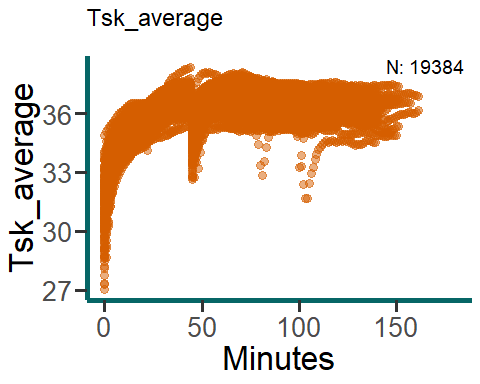 Tsk_average
N: 19384
Tsk_average
36
33
30
27
0 50 100 150
Minutes